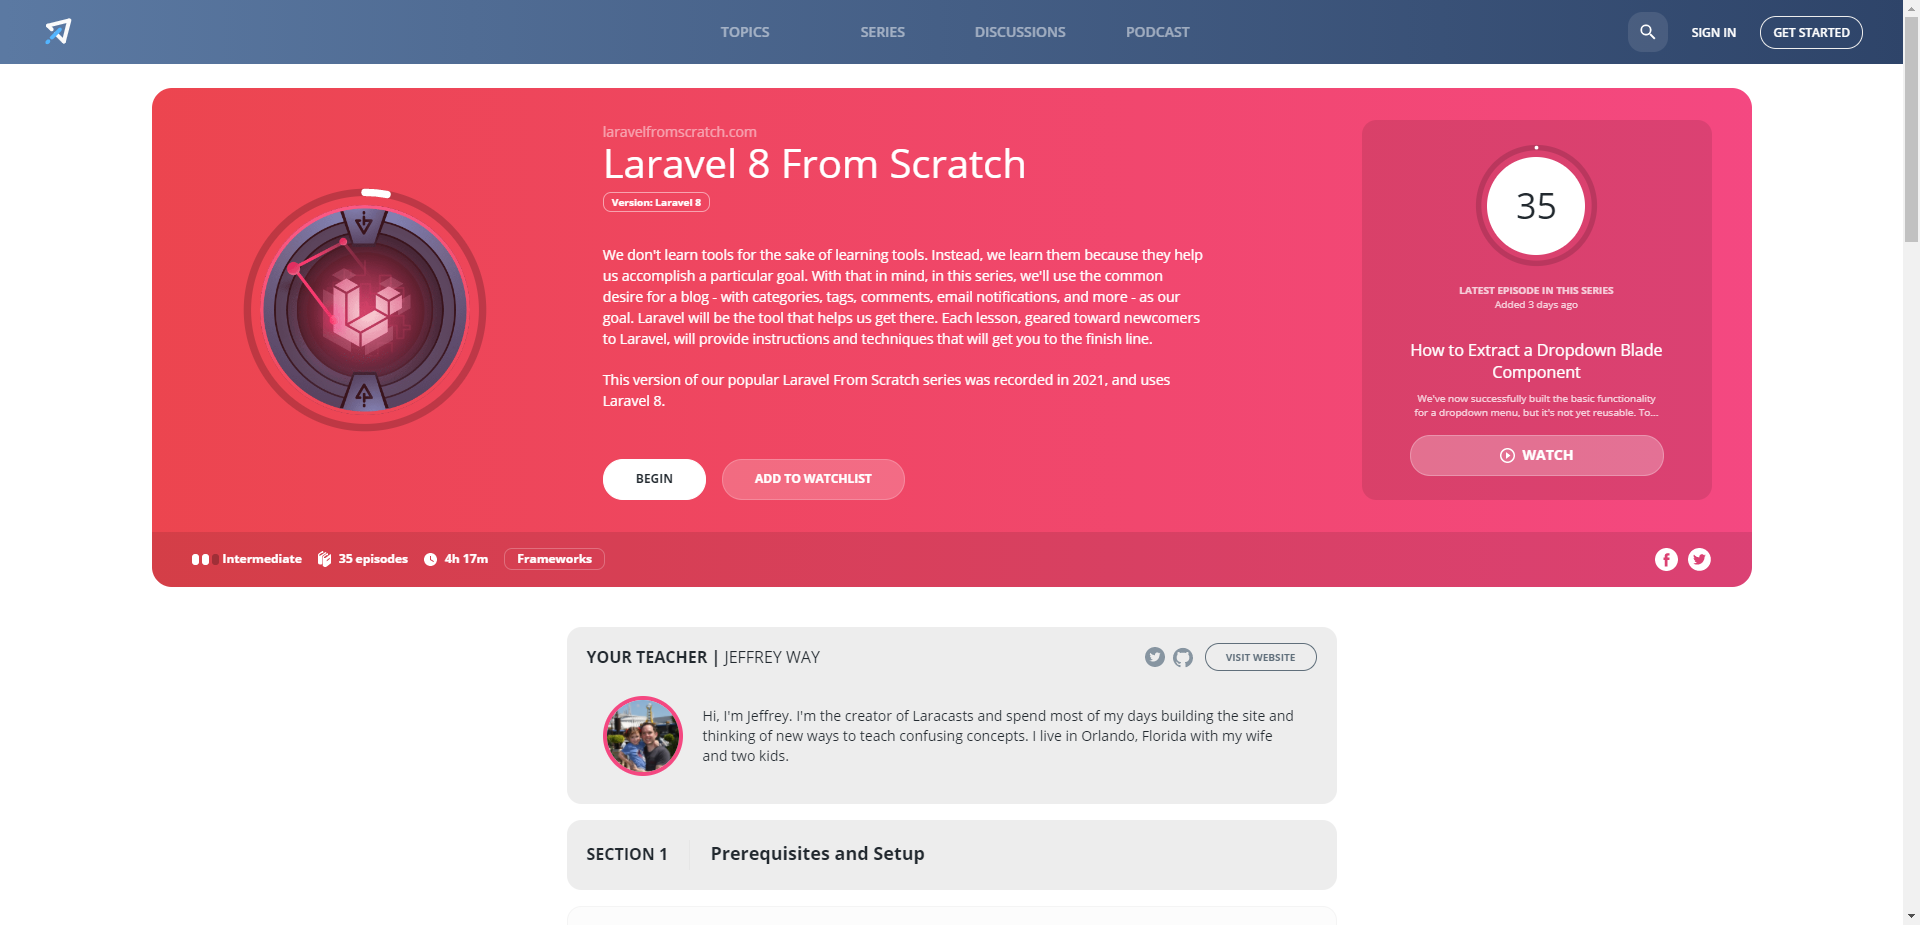 TOPICS
SERIES
DISCUSSIONS
PODCAST
SIGN IN
GET STARTED
laravelfromscratch.com
Laravel 8 From Scratch
Version: Laravel 8
We don't learn tools for the sake of learning tools. Instead, we learn them because they help
us accomplish a particular goal. With that in mind, in this series, we'll use the common
desire for a blog - with categories, tags, comments, email notifications, and more - as our
goal. Laravel will be the tool that helps us get there. Each lesson, geared toward newcomers
to Laravel, will provide instructions and techniques that will get you to the finish line.
This version of our popular Laravel From Scratch series was recorded in 2021, and uses
Laravel 8.
BEGIN
ADD TO WATCHLIST
35
LATEST EPISODE IN THIS SERIES
Added 3 days ago
How to Extract a Dropdown Blade
Component
We've now successfully built the basic functionality
for a dropdown menu, but it's not yet reusable. To...
WATCH
Intermediate
35 episodes
4h 17m
Frameworks
YOUR TEACHER | JEFFREY WAY
VISIT WEBSITE
Hi, I'm Jeffrey. I'm the creator of Laracasts and spend most of my days building the site and
thinking of new ways to teach confusing concepts. I live in Orlando, Florida with my wife
and two kids.
SECTION 1
Prerequisites and Setup